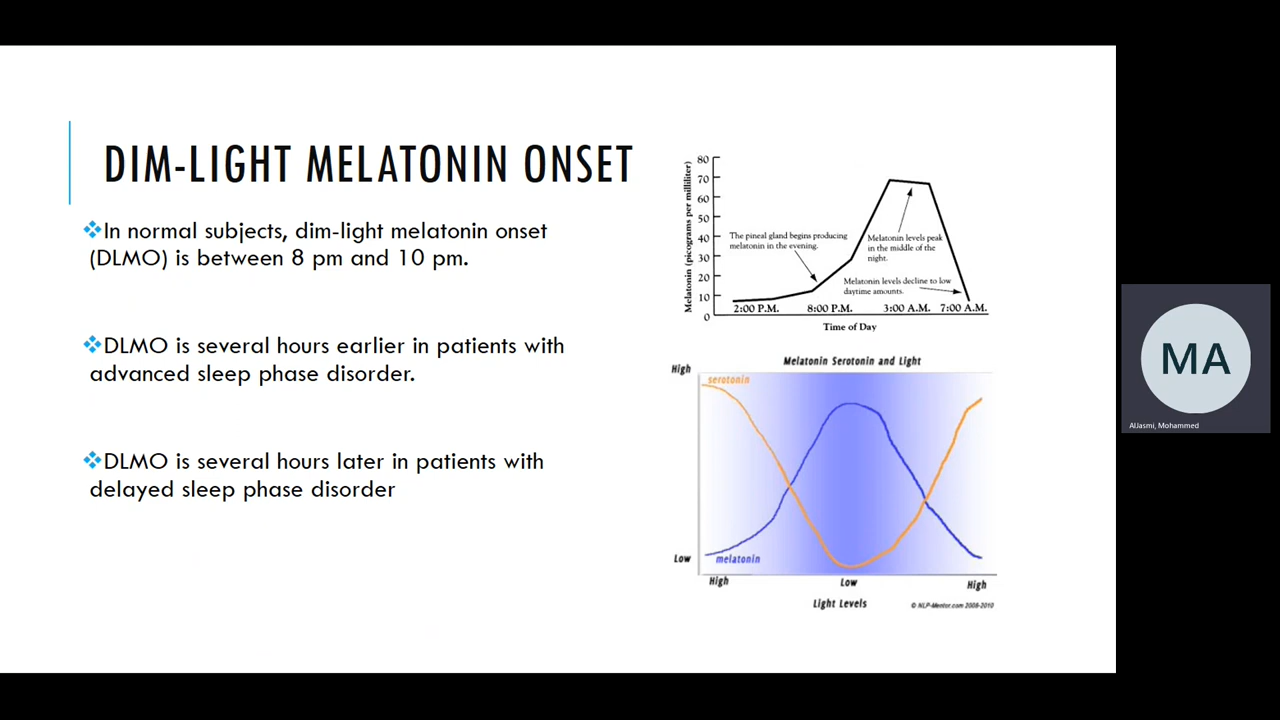 DIM-LIGHT MELATONIN ONSET
❖In normal subjects, dim-light melatonin onset
(DLMO) is between 8 pm and 10 pm.
❖DLMO is several hours earlier in patients with
advanced sleep phase disorder.
❖DLMO is several hours later in patients with
delayed sleep phase disorder
Melatonin (picograms per milliliter)
80
70
60
50
40
30
20
10
0
The pineal gland begins producing
melatonin in the evening.
Melatonin levels peak
in the middle of the
night.
Melatonin levels decline to low
daytime amounts.
2:00 P.M. 8:00 P.M. 3:00 A.M. 7:00 A.M.
Time of Day
Melatonin Serotonin and Light
High
serotonin
Low
melatonin
High Low High
Light Levels
© NLP-Mentor.com 2008-2010
MA
AlJasmi, Mohammed